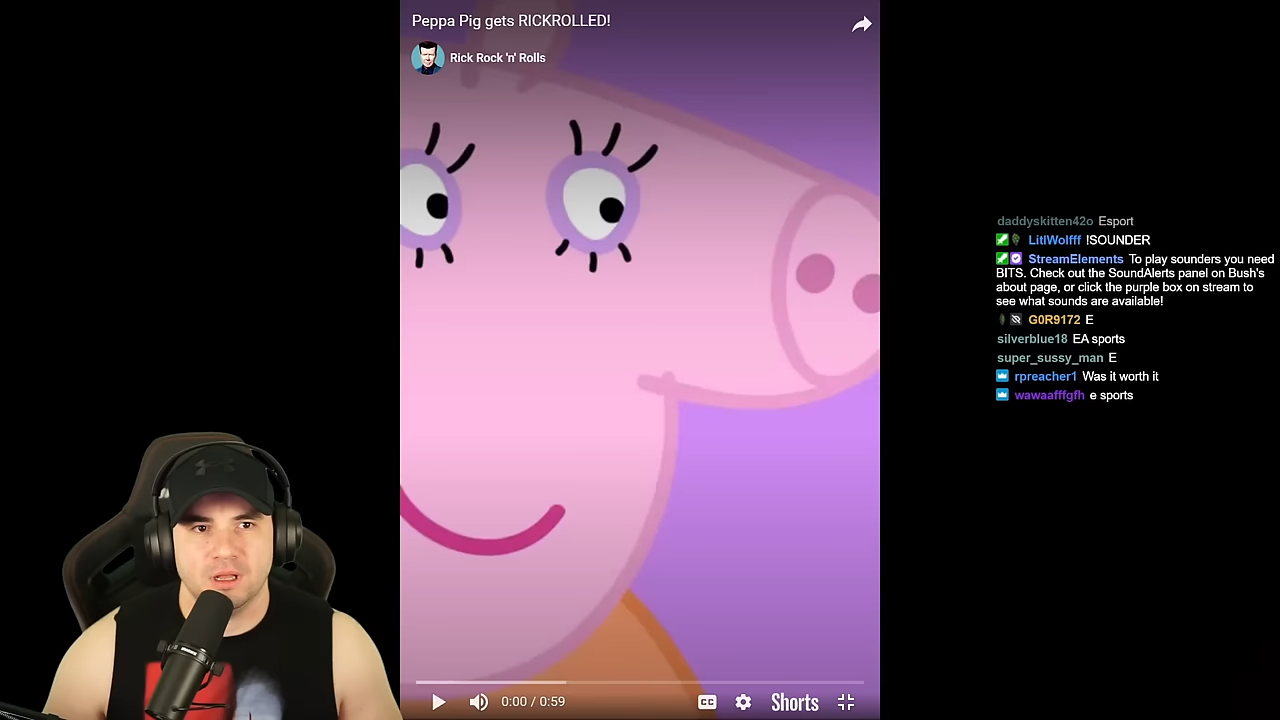 Peppa Pig gets RICKROLLED!
Rick Rock 'n' Rolls
daddyskitten42o Esport
LitlWolfff !SOUNDER
StreamElements To play sounders you need
BITS. Check out the SoundAlerts panel on Bush's
about page, or click the purple box on stream to
see what sounds are available!
G0R9172 E
silverblue18 EA sports
super_sussy_man E
rpreacher1 Was it worth it
wawaafffgfh e sports
0:00 / 0:59
CC
Shorts